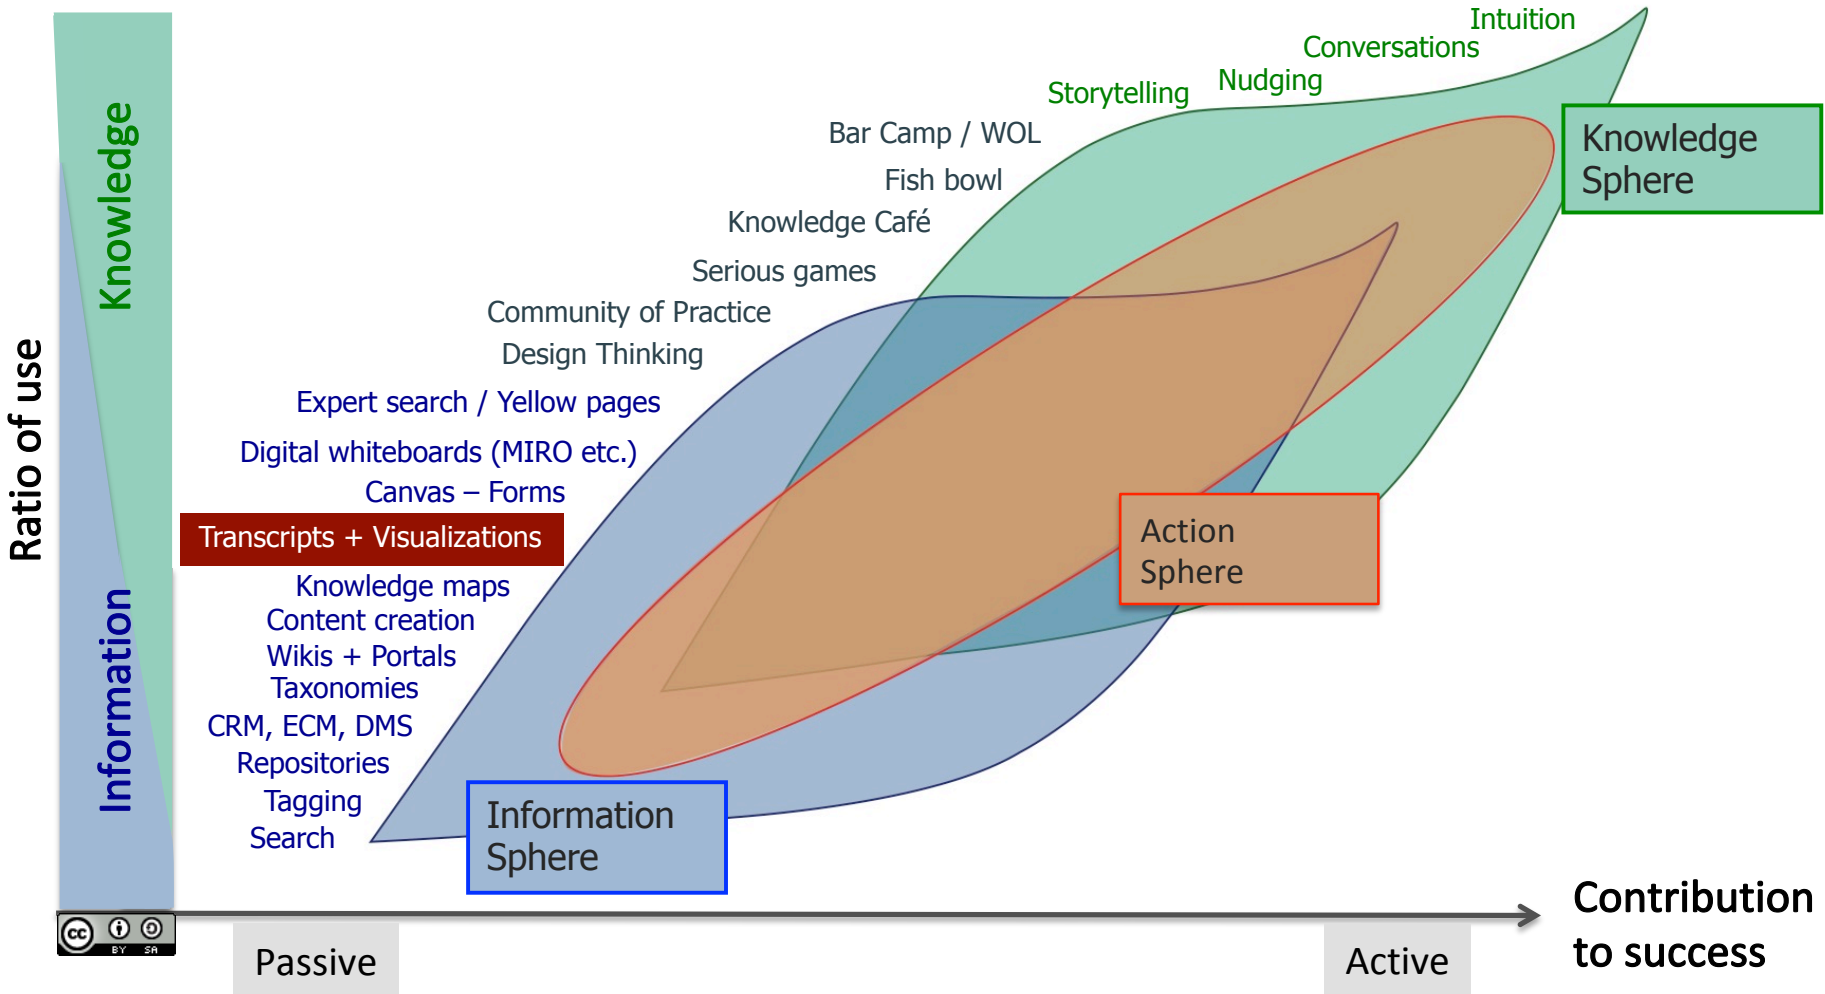 Intuition
Conversations
Nudging
Storytelling
Bar Camp / WOL
Fish bowl
Knowledge Café
Serious games
Community of Practice
Design Thinking
Expert search / Yellow pages
Digital whiteboards (MIRO etc.)
Canvas – Forms
Transcripts + Visualizations
Knowledge maps
Content creation
Wikis + Portals
Taxonomies
CRM, ECM, DMS
Repositories
Tagging
Search
Knowledge
Information
Ratio of use
Knowledge
Sphere
Action
Sphere
Information
Sphere
Passive
Active
Contribution
to success
cc
BY SA